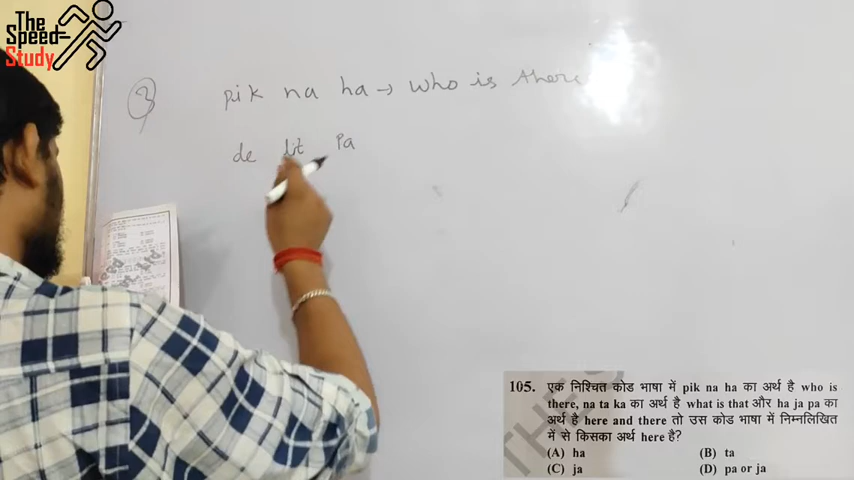 The
Speed
Study
3 pik na ha → who is there
de lit pa
105. एक निश्चित कोड भाषा में pik na ha का अर्थ है who is
there, na ta ka का अर्थ है what is that और ha ja pa का
अर्थ है here and there तो उस कोड भाषा में निम्नलिखित
में से किसका अर्थ here है?
(A) ha (B) ta
(C) ja (D) pa or ja